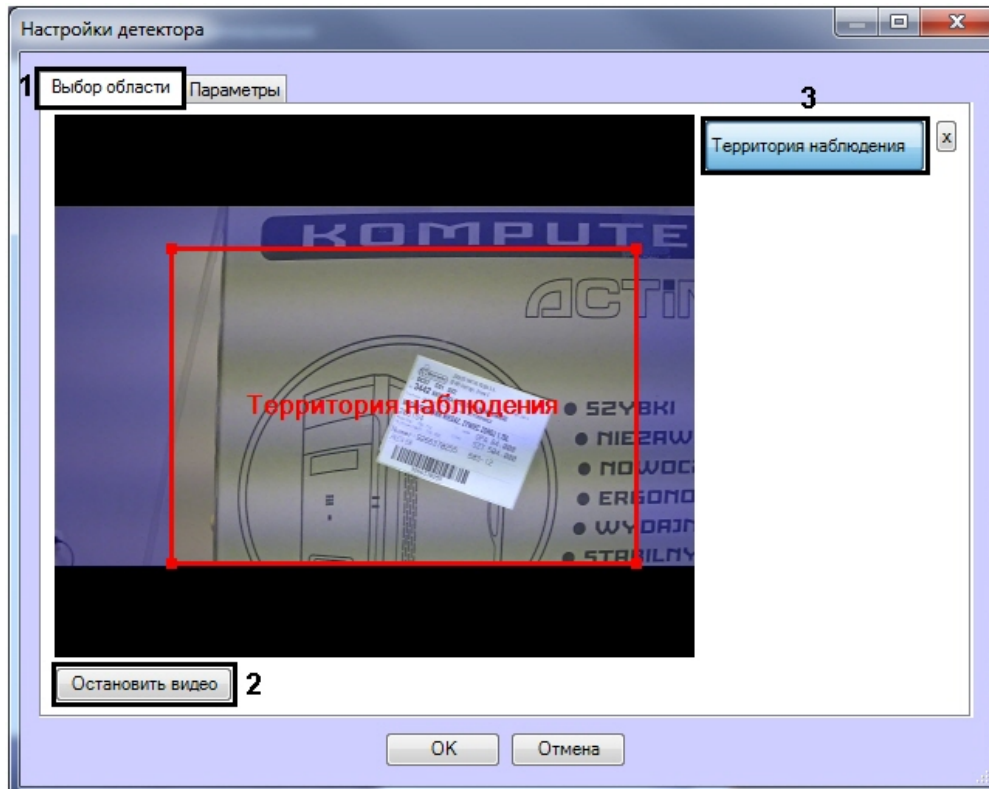 Настройки детектора
1 Выбор области Параметры
3
Территория наблюдения x
KOMPUTE
ACTIN
Территория наблюдения
SZYBKI
NIEZAW
NOWOC
ERGONO
WYDAJN
STABILNY
Остановить видео 2
OK Отмена